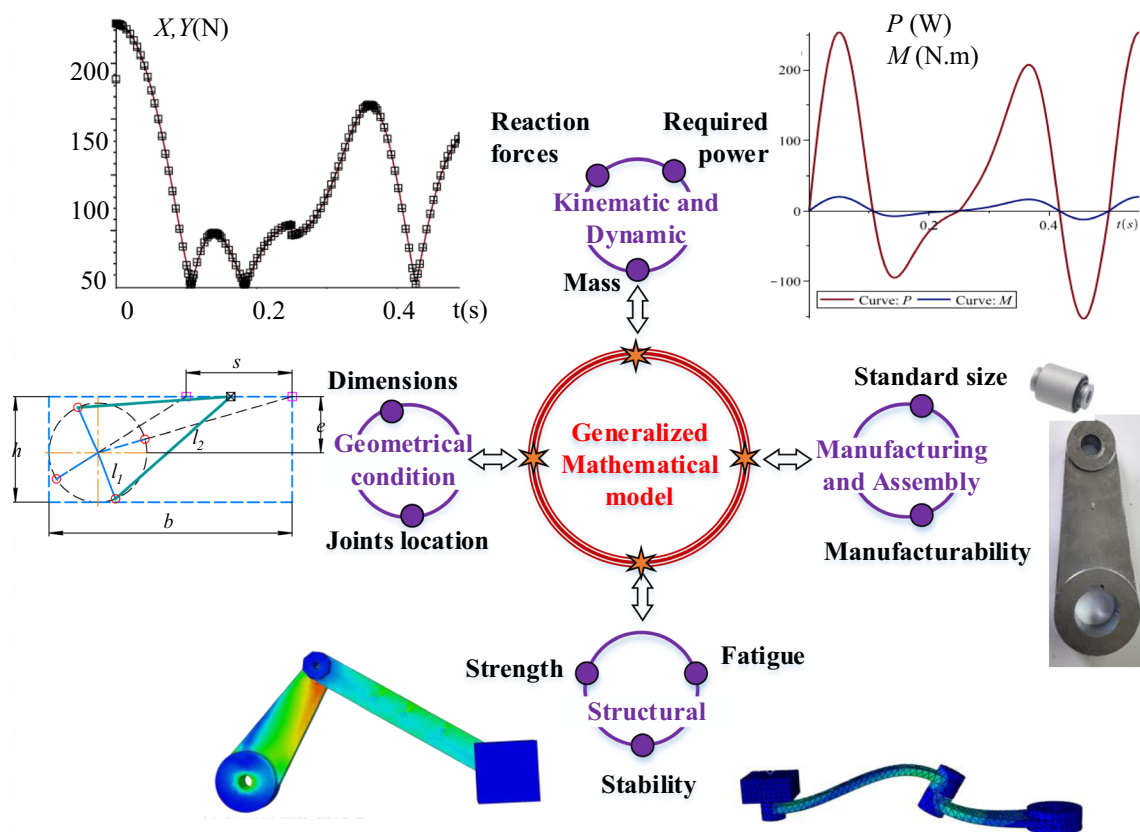 X,Y(N)
200
150
100
50
0
0.2
0.4
t(s)
P (W)
M (N.m)
200
100
0
0.2
0.4
t(s)
−100
Curve: P
Curve: M
Reaction
forces
Required
power
Kinematic and
Dynamic
Mass
s
e
h
l2
l1
b
Dimensions
Geometrical
condition
Joints location
Generalized
Mathematical
model
Standard size
Manufacturing
and Assembly
Manufacturability
Strength
Fatigue
Structural
Stability